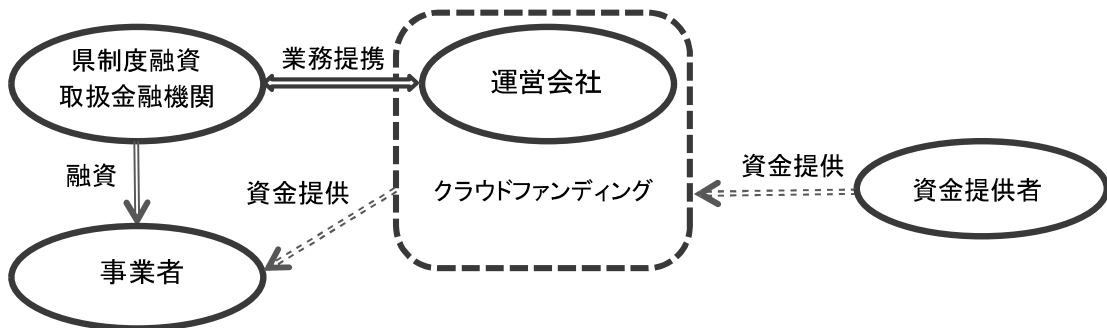 県制度融資
取扱金融機関
業務提携
運営会社
融資
資金提供
クラウドファンディング
資金提供
資金提供者
事業者